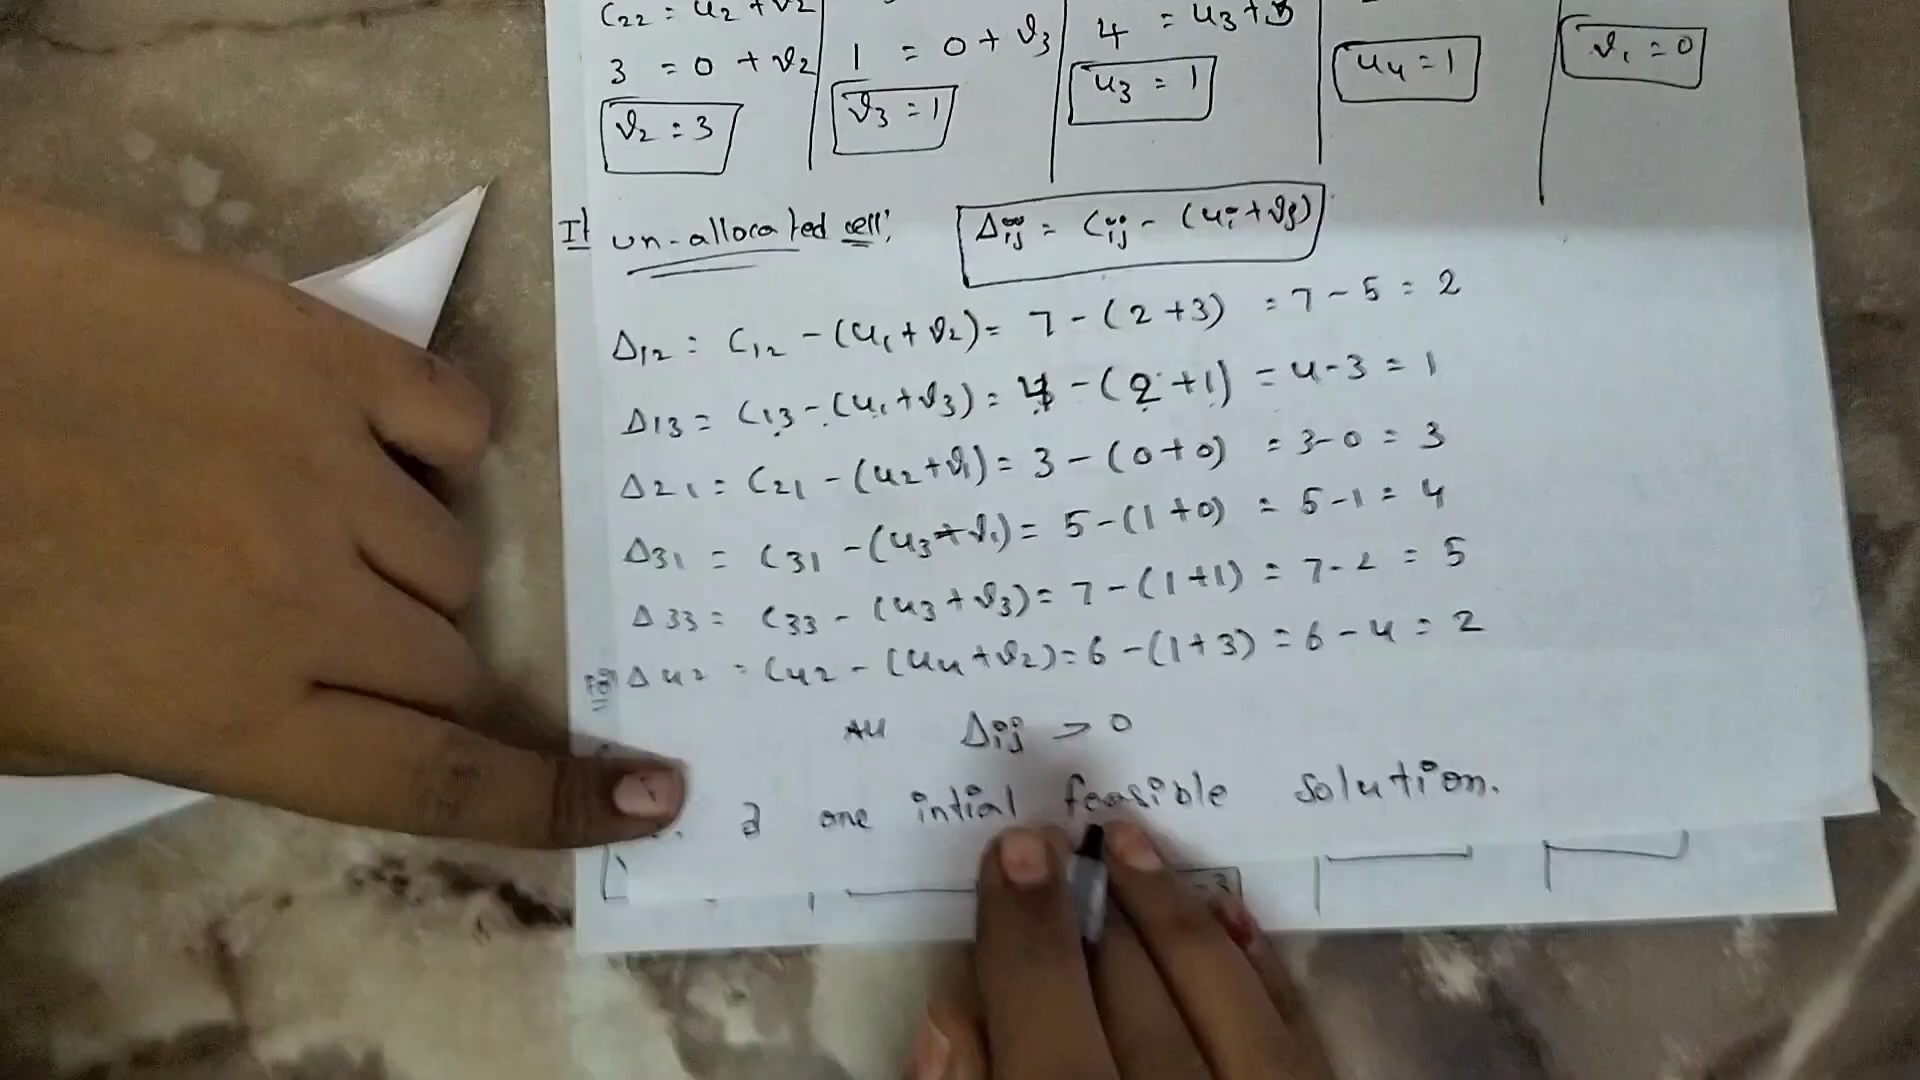 C22 = u2 + v2
4 = u3 + 3
3 = 0 + v2
1 = 0 + v3
u3 = 1
u4 = 1
v1 = 0
v2 = 3
v3 = 1
II un-allocated cell; Δij = Cij - (ui + vj)
Δ12 = C12 - (u1 + v2) = 7 - (2+3) = 7 - 5 = 2
Δ13 = C13 - (u1 + v3) = 4 - (2+1) = 4 - 3 = 1
Δ21 = C21 - (u2 + v1) = 3 - (0+0) = 3 - 0 = 3
Δ31 = C31 - (u3 + v1) = 5 - (1+0) = 5 - 1 = 4
Δ33 = C33 - (u3 + v3) = 7 - (1+1) = 7 - 2 = 5
Δ42 = C42 - (u4 + v2) = 6 - (1+3) = 6 - 4 = 2
All Δij > 0
one intial feasible solution.
-3